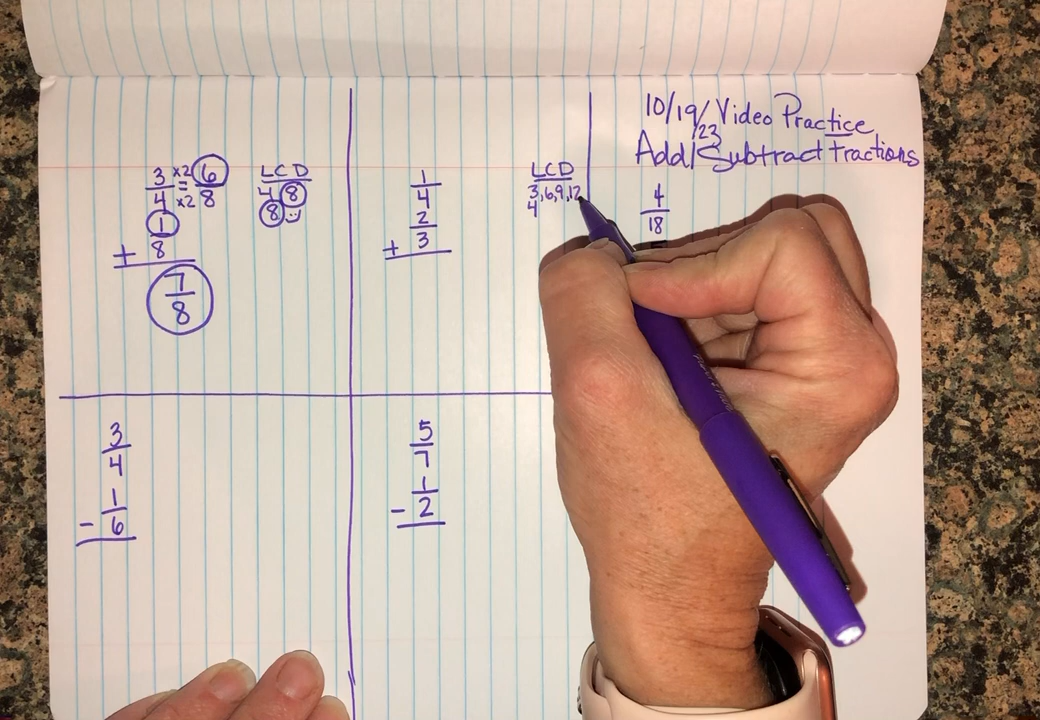 10/19/23 Video Practice
Add/Subtract fractions
3/4 ×2/×2 = 6/8
+ 1/8
7/8
LCD
4 8
8
1/4
+ 2/3
LCD
3,6,9,12
4
4/18
3/4
- 1/6
5/7
- 1/2